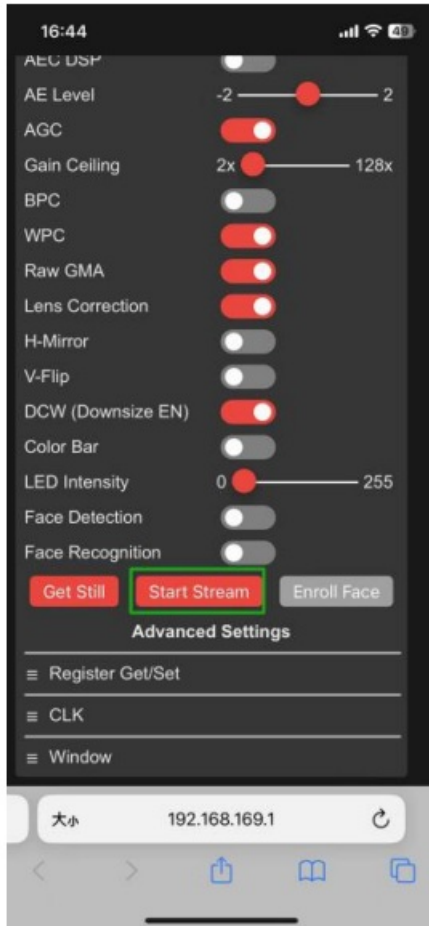 16:44
49
AEC DSP
AE Level -2 2
AGC
Gain Ceiling 2x 128x
BPC
WPC
Raw GMA
Lens Correction
H-Mirror
V-Flip
DCW (Downsize EN)
Color Bar
LED Intensity 0 255
Face Detection
Face Recognition
Get Still Start Stream Enroll Face
Advanced Settings
≡ Register Get/Set
≡ CLK
≡ Window
大小 192.168.169.1